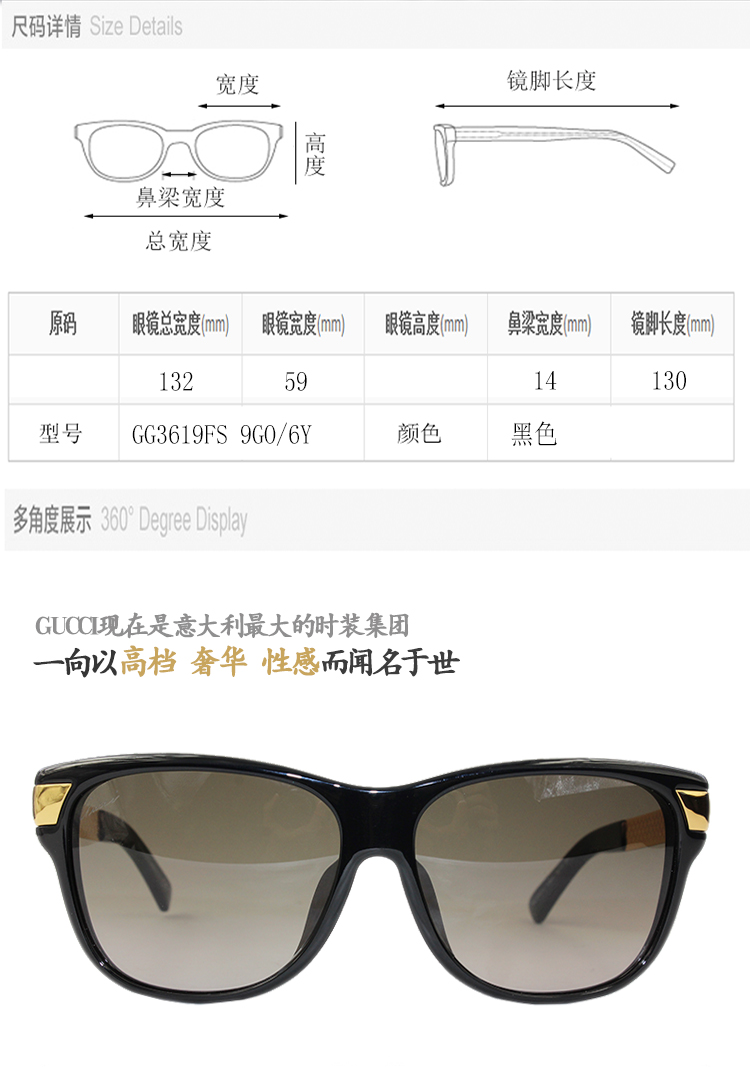 尺码详情 Size Details
宽度
镜脚长度
高度
鼻梁宽度
总宽度
原码 眼镜总宽度(mm) 眼镜宽度(mm) 眼镜高度(mm) 鼻梁宽度(mm) 镜脚长度(mm)
132 59 14 130
型号 GG3619FS 9GO/6Y 颜色 黑色
多角度展示 360° Degree Display
GUCCI现在是意大利最大的时装集团
一向以高档 奢华 性感而闻名于世